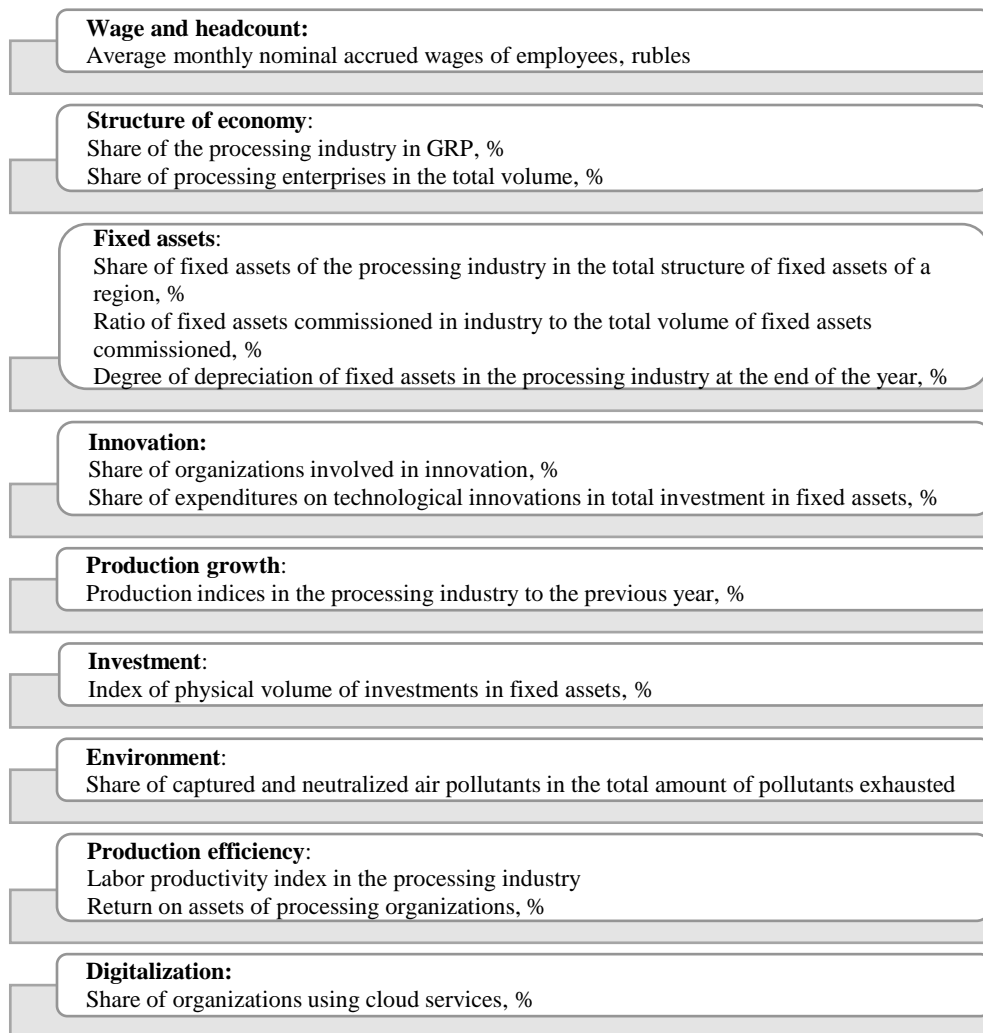 Wage and headcount:
Average monthly nominal accrued wages of employees, rubles
Structure of economy:
Share of the processing industry in GRP, %
Share of processing enterprises in the total volume, %
Fixed assets:
Share of fixed assets of the processing industry in the total structure of fixed assets of a
region, %
Ratio of fixed assets commissioned in industry to the total volume of fixed assets
commissioned, %
Degree of depreciation of fixed assets in the processing industry at the end of the year, %
Innovation:
Share of organizations involved in innovation, %
Share of expenditures on technological innovations in total investment in fixed assets, %
Production growth:
Production indices in the processing industry to the previous year, %
Investment:
Index of physical volume of investments in fixed assets, %
Environment:
Share of captured and neutralized air pollutants in the total amount of pollutants exhausted
Production efficiency:
Labor productivity index in the processing industry
Return on assets of processing organizations, %
Digitalization:
Share of organizations using cloud services, %